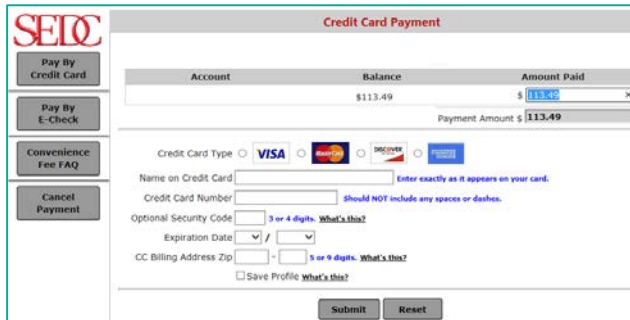 SEDC
Credit Card Payment
Pay By
Credit Card
Pay By
E-Check
Convenience
Fee FAQ
Cancel
Payment
Account Balance Amount Paid
$113.49 $ 113.49 ×
Payment Amount $ 113.49
Credit Card Type VISA MasterCard DISCOVER AMERICAN EXPRESS
Name on Credit Card Enter exactly as it appears on your card.
Credit Card Number Should NOT include any spaces or dashes.
Optional Security Code 3 or 4 digits. What's this?
Expiration Date /
CC Billing Address Zip - 5 or 9 digits. What's this?
Save Profile What's this?
Submit Reset